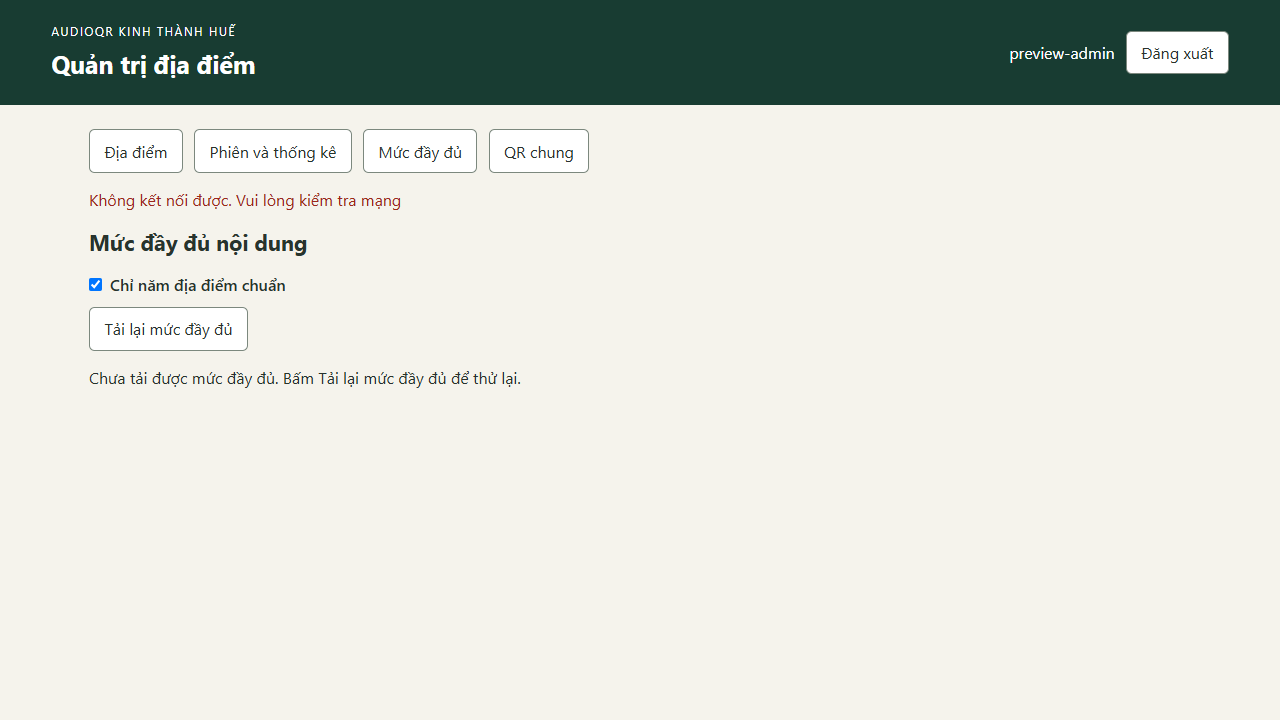 AUDIOQR KINH THÀNH HUẾ
Quản trị địa điểm
preview-admin
Đăng xuất
Địa điểm
Phiên và thống kê
Mức đầy đủ
QR chung
Không kết nối được. Vui lòng kiểm tra mạng
Mức đầy đủ nội dung
Chỉ năm địa điểm chuẩn
Tải lại mức đầy đủ
Chưa tải được mức đầy đủ. Bấm Tải lại mức đầy đủ để thử lại.